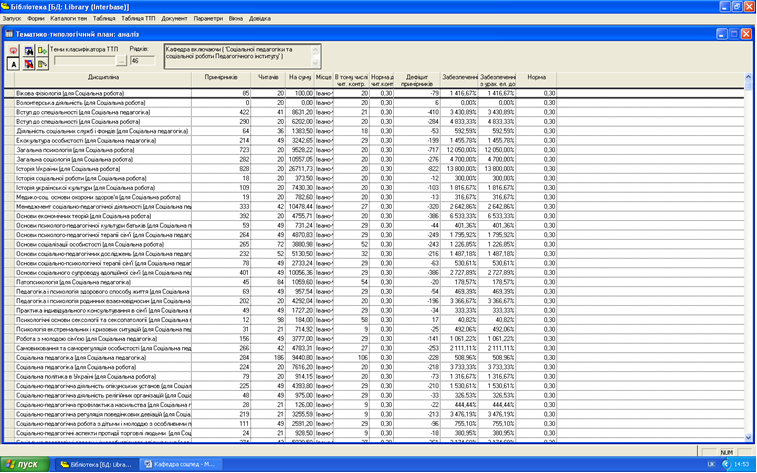 Бібліотека [БД: Library (Interbase)]
Запуск Форми Каталоги тем Таблиця Таблиця ТТП Документ Параметри Вікна Довідка
Тематико-типологічний план: аналіз
Теми класифікатора ТТП Рядків: 46
Кафедра включаючи ( 'Соціальної педагогіки та соціальної роботи Педагогічного інституту' )
Дисципліна Примірників Читачів На суму Місце В тому числі чит. контр. Норма д чит.конт Дефіцит примірників Забезпеченн Забезпеченн з урах. ел. до Норма
Вікова фізіологія (для Соціальна робота) 85 20 100,00 Івано-Ф 20 0,30 -79 1 416,67% 1 416,67% 0,30
Волонтерська діяльність (для Соціальна робота) 0 20 0,00 Івано-Ф 20 0,30 6 0,00% 0,00% 0,30
Вступ до спеціальності (для Соціальна педагогіка) 422 41 8631,20 Івано-Ф 21 0,30 -410 3 430,89% 3 430,89% 0,30
Вступ до спеціальності (для Соціальна робота) 290 20 6202,00 Івано-Ф 20 0,30 -284 4 833,33% 4 833,33% 0,30
Діяльність соціальних служб і фондів (для Соціальна робота) 64 36 1383,50 Івано-Ф 18 0,30 -53 592,59% 592,59% 0,30
Екокультура особистості (для Соціальна педагогіка) 214 49 3242,65 Івано-Ф 29 0,30 -199 1 455,78% 1 455,78% 0,30
Загальна психологія (для Соціальна робота) 723 20 9528,22 Івано-Ф 20 0,30 -717 12 050,00% 12 050,00% 0,30
Загальна соціологія (для Соціальна робота) 282 20 10557,05 Івано-Ф 20 0,30 -276 4 700,00% 4 700,00% 0,30
Історія України (для Соціальна робота) 828 20 26711,73 Івано-Ф 20 0,30 -822 13 800,00% 13 800,00% 0,30
Історія соціальної роботи (для Соціальна робота) 18 20 373,50 Івано-Ф 20 0,30 -12 300,00% 300,00% 0,30
Історія української культури (для Соціальна робота) 109 20 7430,30 Івано-Ф 20 0,30 -103 1 816,67% 1 816,67% 0,30
Медико-соц. основи охорони здоров'я (для Соціальна робота) 19 20 782,60 Івано-Ф 20 0,30 -13 316,67% 316,67% 0,30
Менеджмент соціально-педагогічної діяльності (для Соціальна пе 333 42 10478,44 Івано-Ф 27 0,30 -320 2 642,86% 2 642,86% 0,30
Основи економічних теорій (для Соціальна робота) 392 20 4755,71 Івано-Ф 20 0,30 -386 6 533,33% 6 533,33% 0,30
Основи психолого-педагогічної культури батьків (для Соціальна п 59 49 731,24 Івано-Ф 29 0,30 -44 401,36% 401,36% 0,30
Основи психолого-педагогічної терапії сім'ї (для Соціальна педаг 264 49 4870,83 Івано-Ф 29 0,30 -249 1 795,92% 1 795,92% 0,30
Основи соціалізації особистості (для Соціальна робота) 265 72 3880,98 Івано-Ф 52 0,30 -243 1 226,85% 1 226,85% 0,30
Основи соціально-педагогічних досліджень (для Соціальна педаг 232 52 5130,50 Івано-Ф 32 0,30 -216 1 487,18% 1 487,18% 0,30
Основи соціально-психологічної терапії сім'ї (для Соціальна педаг 78 49 2733,24 Івано-Ф 29 0,30 -63 530,61% 530,61% 0,30
Основи соціального супроводу адопційної сім'ї (для Соціальна пе 401 49 10056,36 Івано-Ф 29 0,30 -386 2 727,89% 2 727,89% 0,30
Патопсихологія (для Соціальна педагогіка) 45 84 1059,60 Івано-Ф 54 0,30 -20 178,57% 178,57% 0,30
Педагогіка і психологія здорового способу життя (для Соціальна 69 49 957,54 Івано-Ф 29 0,30 -54 469,39% 469,39% 0,30
Педагогіка і психологія родинних взаємовідносин (для Соціальна 202 20 4292,04 Івано-Ф 20 0,30 -196 3 366,67% 3 366,67% 0,30
Практика індивідуального консультування в сім'ї (для Соціальна 49 49 1727,20 Івано-Ф 29 0,30 -34 333,33% 333,33% 0,30
Психологічні основи сексології та сексопатології (для Соціальна 12 98 184,00 Івано-Ф 58 0,30 17 40,82% 40,82% 0,30
Психологія екстремальних і кризових ситуацій (для Соціальна пе 31 21 714,92 Івано-Ф 9 0,30 -25 492,06% 492,06% 0,30
Робота з молодою сім'єю (для Соціальна педагогіка) 156 49 3777,00 Івано-Ф 29 0,30 -141 1 061,22% 1 061,22% 0,30
Самовиховання та саморегуляція особистості (для Соціальна пед 266 42 4783,31 Івано-Ф 27 0,30 -253 2 111,11% 2 111,11% 0,30
Соціальна педагогіка (для Соціальна педагогіка) 284 186 9440,80 Івано-Ф 106 0,30 -228 508,96% 508,96% 0,30
Соціальна педагогіка (для Соціальна робота) 224 20 7616,20 Івано-Ф 20 0,30 -218 3 733,33% 3 733,33% 0,30
Соціальна політика в Україні (для Соціальна робота) 79 20 914,15 Івано-Ф 20 0,30 -73 1 316,67% 1 316,67% 0,30
Соціально-педагогічна діяльність опікунських установ (для Соціал 225 49 4393,80 Івано-Ф 29 0,30 -210 1 530,61% 1 530,61% 0,30
Соціально-педагогічна діяльність релігійних організацій (для Соц 48 49 975,00 Івано-Ф 29 0,30 -33 326,53% 326,53% 0,30
Соціально-педагогічна профілактика насильства (для Соціальна 28 21 126,00 Івано-Ф 9 0,30 -22 444,44% 444,44% 0,30
Соціально-педагогічна регуляція поведінкових девіацій (для Соціа 219 21 3255,59 Івано-Ф 9 0,30 -213 3 476,19% 3 476,19% 0,30
Соціально-педагогічна робота з дітьми і молоддю з особливими п 111 49 2591,20 Івано-Ф 29 0,30 -96 755,10% 755,10% 0,30
Соціально-педагогічні аспекти протидії торгівлі людьми (для Соц 24 21 928,50 Івано-Ф 9 0,30 -18 380,95% 380,95% 0,30
NUM
пуск Бібліотека [БД: Libra... Кафедра соцпед - M... UK 14:53